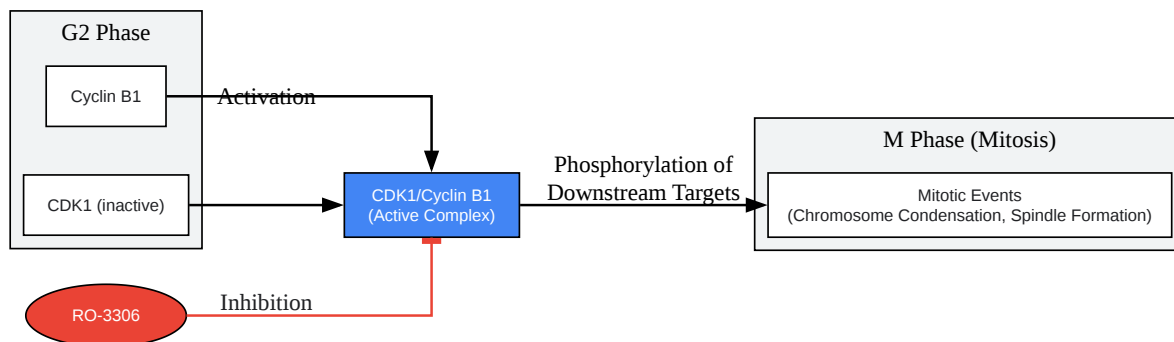 G2 Phase
Cyclin B1
Activation
CDK1 (inactive)
CDK1/Cyclin B1
(Active Complex)
Phosphorylation of
Downstream Targets
M Phase (Mitosis)
Mitotic Events
(Chromosome Condensation, Spindle Formation)
RO-3306
Inhibition